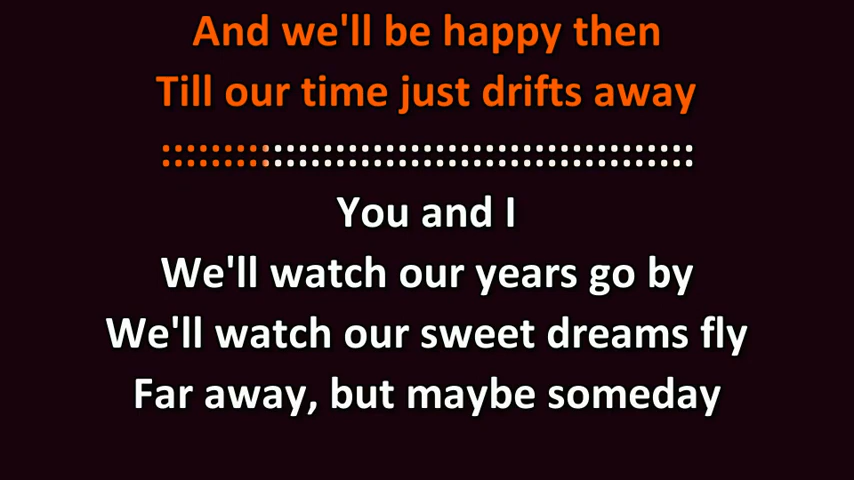 And we'll be happy then
Till our time just drifts away
:::::::::::::::::::::::::::::::::::::::::::
You and I
We'll watch our years go by
We'll watch our sweet dreams fly
Far away, but maybe someday